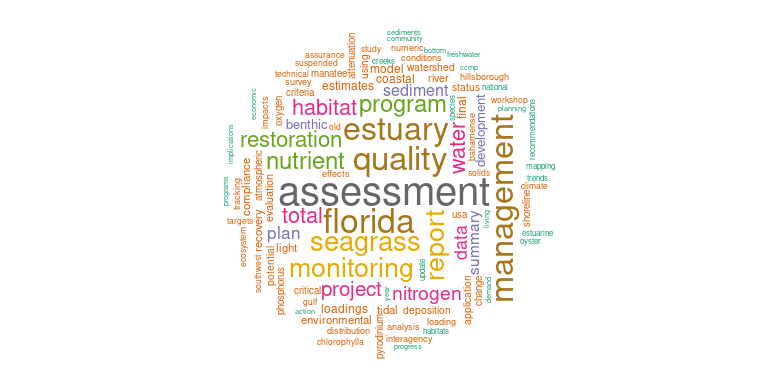 sediments
community
assurance
attenuation
study
numeric
bottom
freshwater
suspended
using
creeks
conditions
technical
manatee
model
watershed
ccmp
survey
coastal
river
hillsborough
criteria
estimates
sediment
status
national
economic
impacts
oxygen
habitat
program
species
final
development
workshop
planning
implications
benthic
old
estuary
water
bahamense
recommendations
restoration
nutrient
quality
management
mapping
effects
solids
trends
programs
tracking
compliance
atmospheric
evaluation
assessment
climate
shoreline
targets
total
florida
report
usa
living
ecosystem
recovery
plan
seagrass
data
summary
estuarine
oyster
southwest
potential
light
monitoring
update
phosphorus
critical
project
year
nitrogen
application
change
demand
gulf
action
loadings
tidal
deposition
environmental
pyrodinium
loading
distribution
analysis
habitats
chlorophylla
interagency
progress